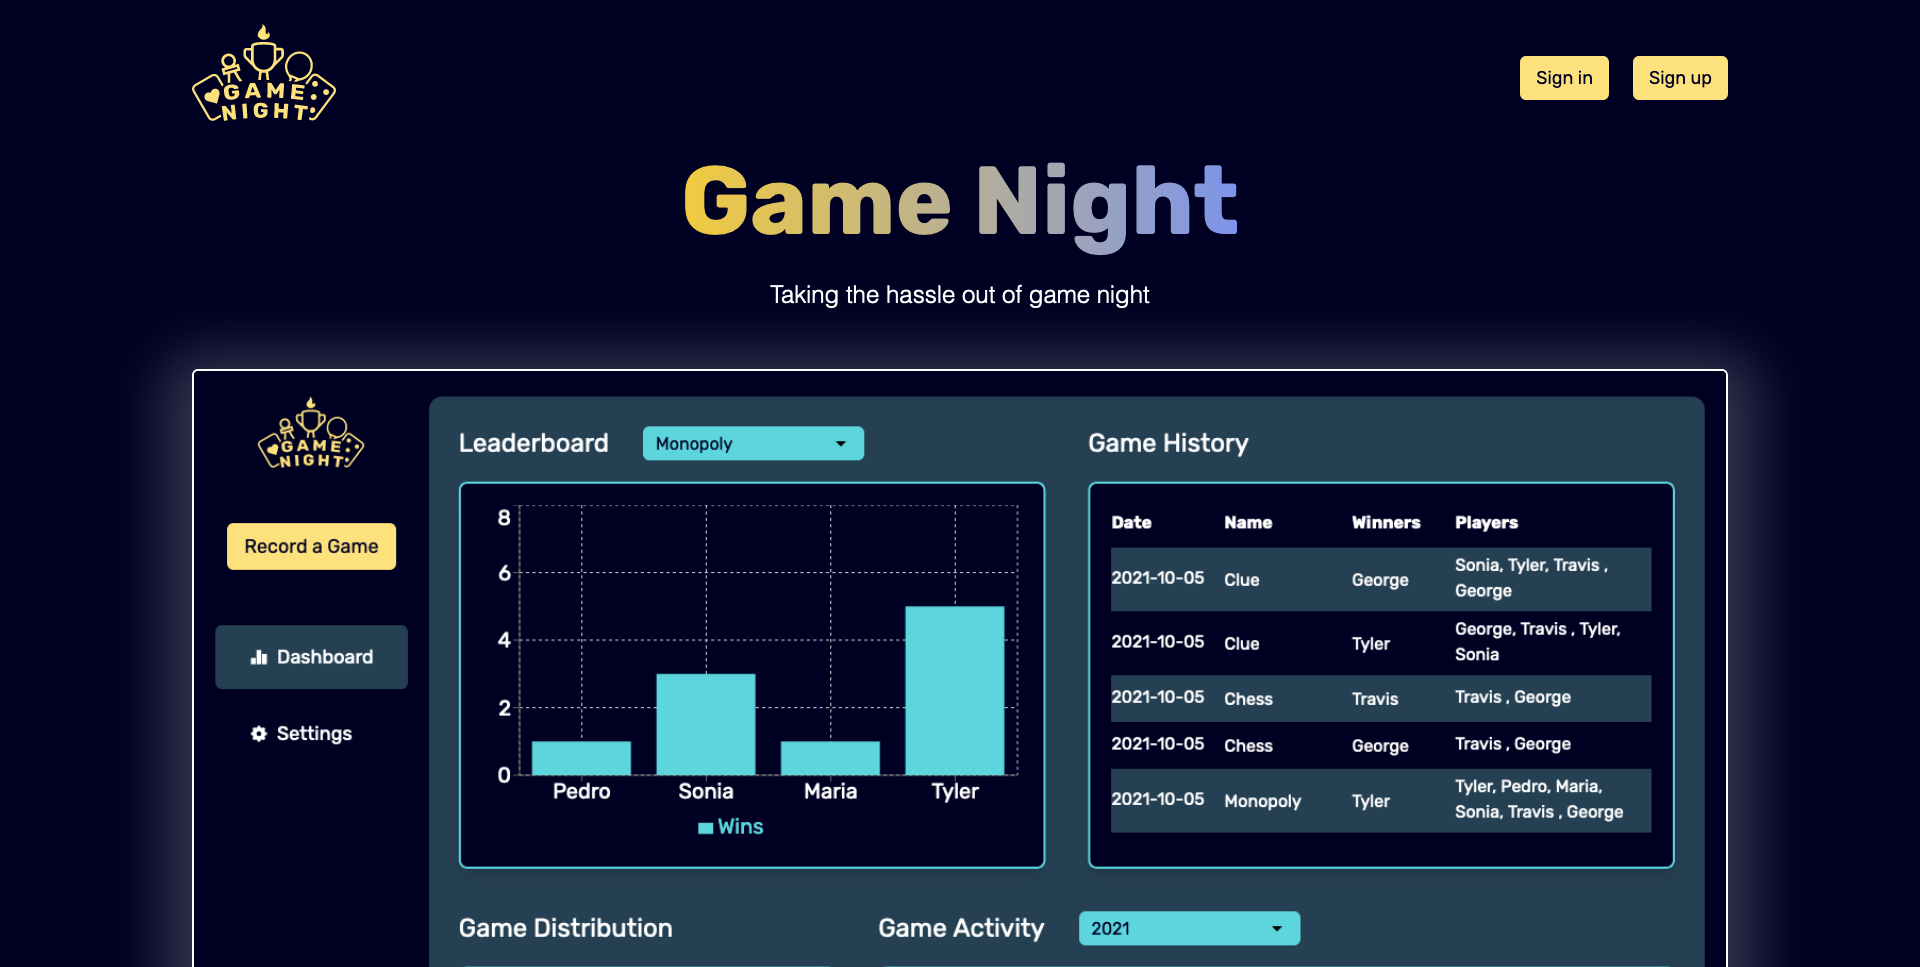 GAME
NIGHT
Sign in
Sign up
Game Night
Taking the hassle out of game night
GAME
NIGHT
Record a Game
Dashboard
Settings
Leaderboard
Monopoly
8
6
4
2
0
Pedro Sonia Maria Tyler
Wins
Game History
Date Name Winners Players
2021-10-05 Clue George Sonia, Tyler, Travis ,
George
2021-10-05 Clue Tyler George, Travis , Tyler,
Sonia
2021-10-05 Chess Travis Travis , George
2021-10-05 Chess George Travis , George
2021-10-05 Monopoly Tyler Tyler, Pedro, Maria,
Sonia, Travis , George
Game Distribution
Game Activity
2021